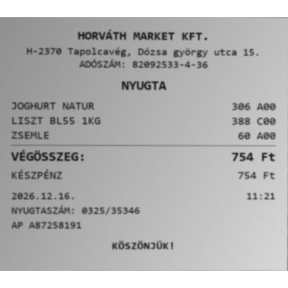 HORVÁTH MARKET KFT.
H-2370 Tapolcavég, Dózsa györgy utca 15.
ADÓSZÁM: 82092533-4-36
NYUGTA
JOGHURT NATUR 306 A00
LISZT BL55 1KG 388 C00
ZSEMLE 60 A00
VÉGÖSSZEG: 754 Ft
KÉSZPÉNZ 754 Ft
2026.12.16. 11:21
NYUGTASZÁM: 0325/35346
AP A87258191
KÖSZÖNJÜK!